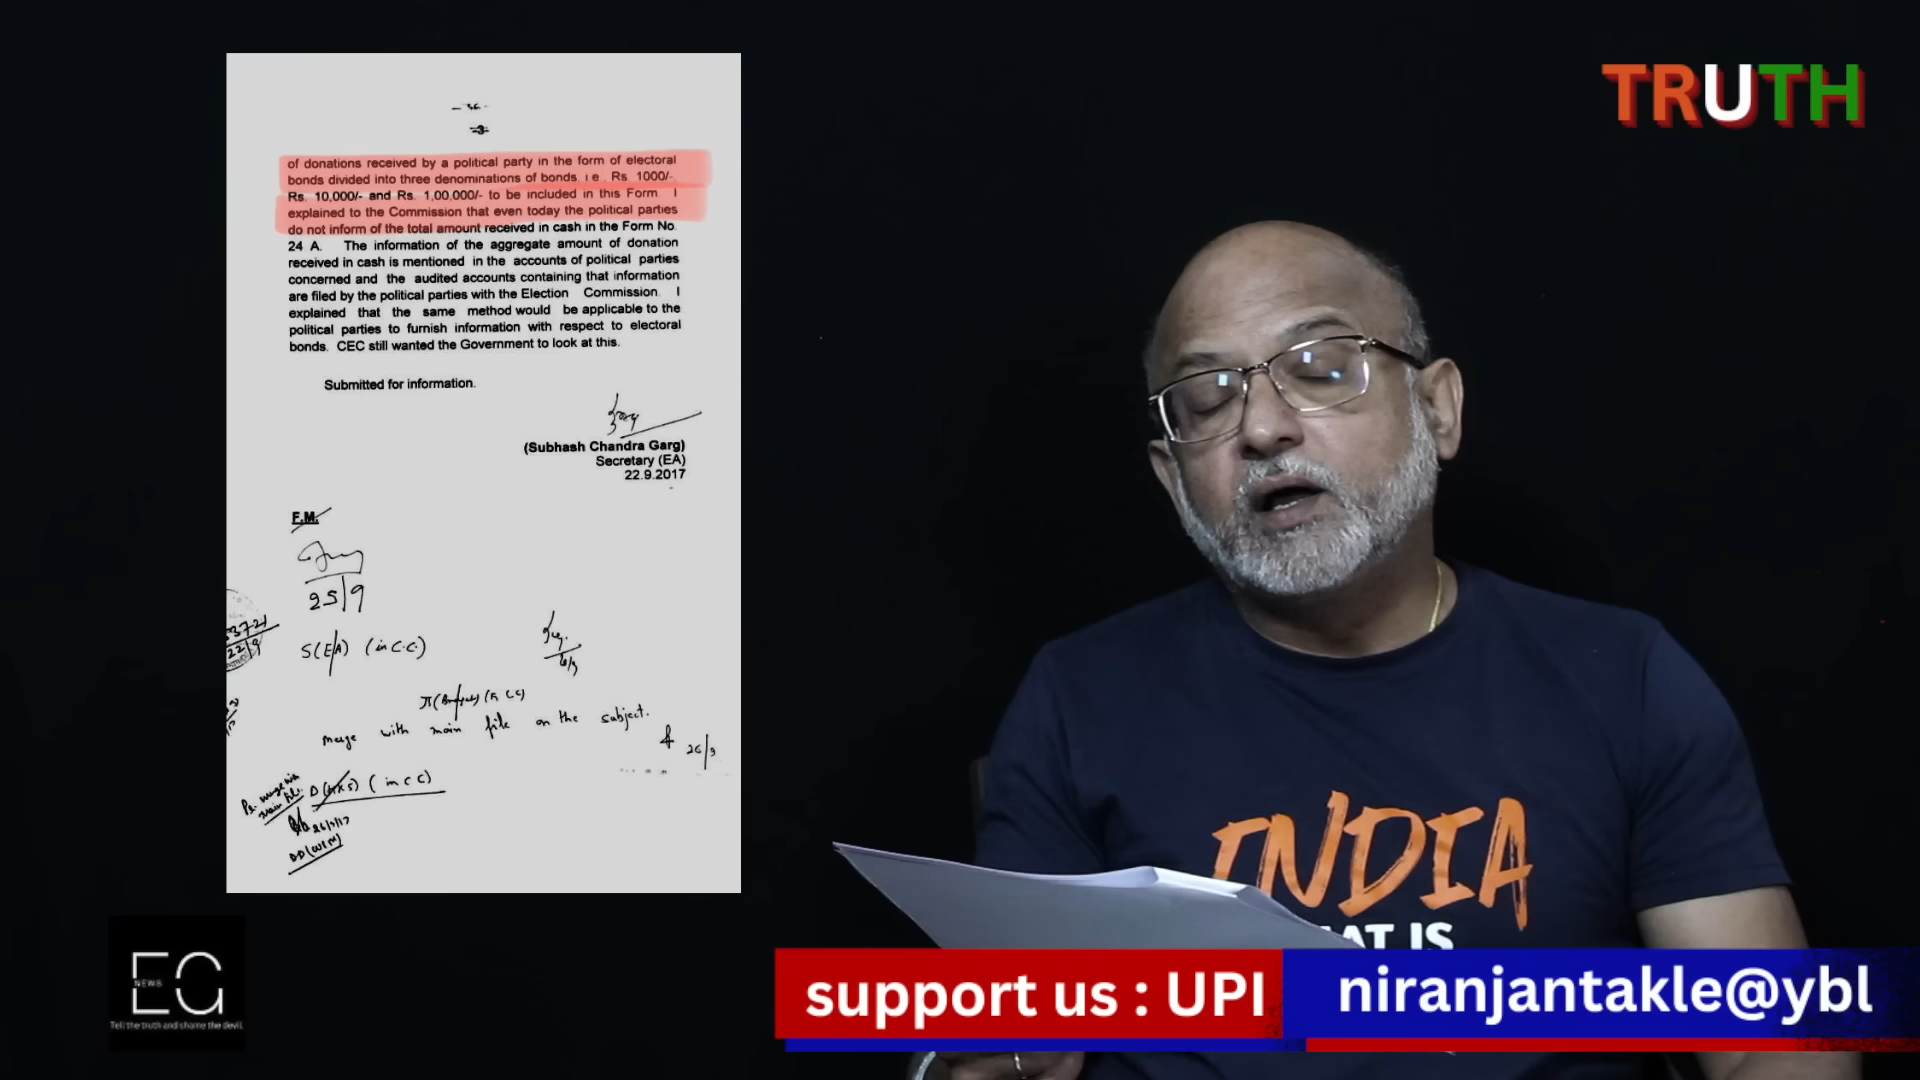 -3-
of donations received by a political party in the form of electoral
bonds divided into three denominations of bonds. i.e. Rs. 1000/-
Rs. 10,000/- and Rs. 1,00,000/- to be included in this Form. I
explained to the Commission that even today the political parties
do not inform of the total amount received in cash in the Form No.
24 A. The information of the aggregate amount of donation
received in cash is mentioned in the accounts of political parties
concerned and the audited accounts containing that information
are filed by the political parties with the Election Commission. I
explained that the same method would be applicable to the
political parties to furnish information with respect to electoral
bonds. CEC still wanted the Government to look at this.
Submitted for information.
(Subhash Chandra Garg)
Secretary (EA)
22.9.2017
F.M.
25/9
S(EA) (in C.C.)
merge with main file on the subject.
26/9
(in CC)
TRUTH
INDIA
IS
EG
NEWS
Tell the truth and shame the devil
support us : UPI
niranjantakle@ybl